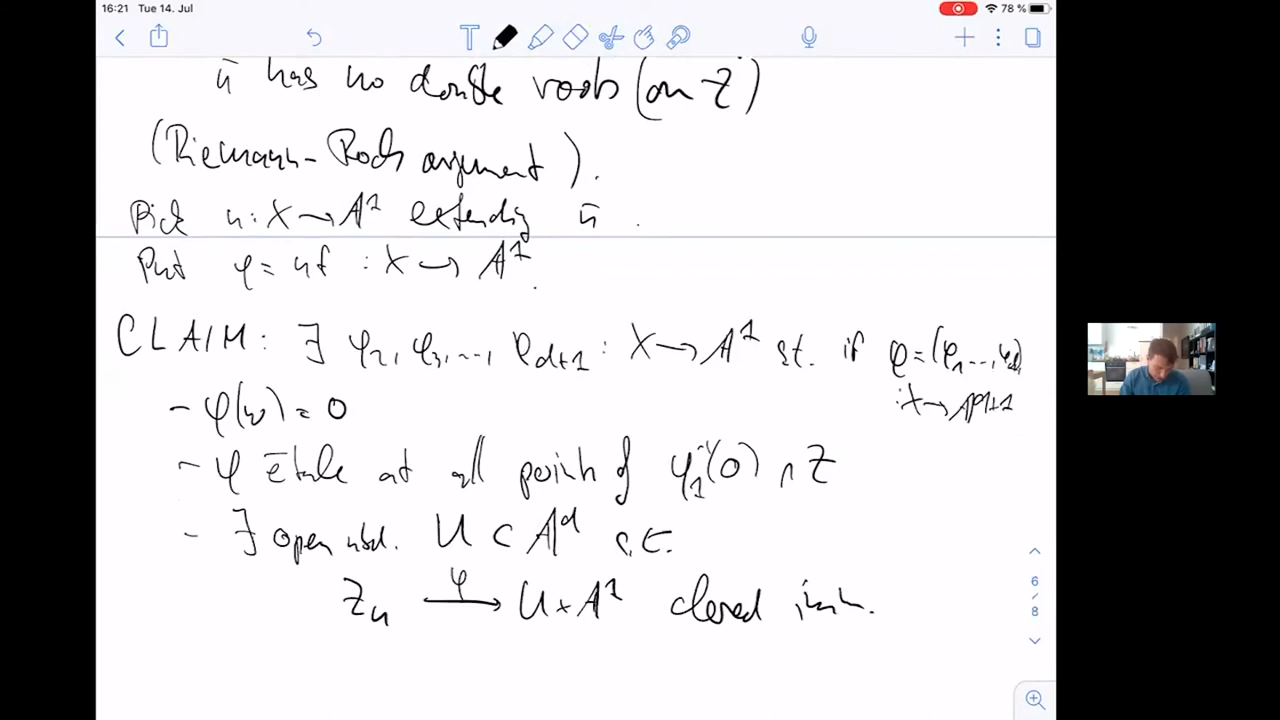 16:21 Tue 14. Jul
78 %
ū has no double roots (on Z)
(Riemann-Roch argument).
Pick u: X → A¹ extending ū.
Put φ = uf : X → A¹.
CLAIM: ∃ φ₂, φ₃, ..., φ_{d+1} : X → A¹ s.t. if φ = (φ₁, ..., φ_{d+1})
: X → A^{d+1}
- φ(w) = 0
- φ étale at all points of φ₁⁻¹(0) ∩ Z
- ∃ open nbd. U ⊂ A^d s.t.
Z_U —φ→ U × A¹ closed imm.
6
/
8